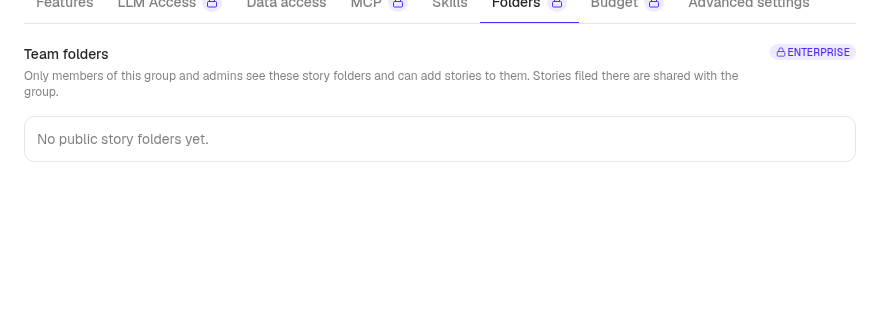 Features LLM Access Data access MCP Skills Folders Budget Advanced settings
Team folders
ENTERPRISE
Only members of this group and admins see these story folders and can add stories to them. Stories filed there are shared with the
group.
No public story folders yet.